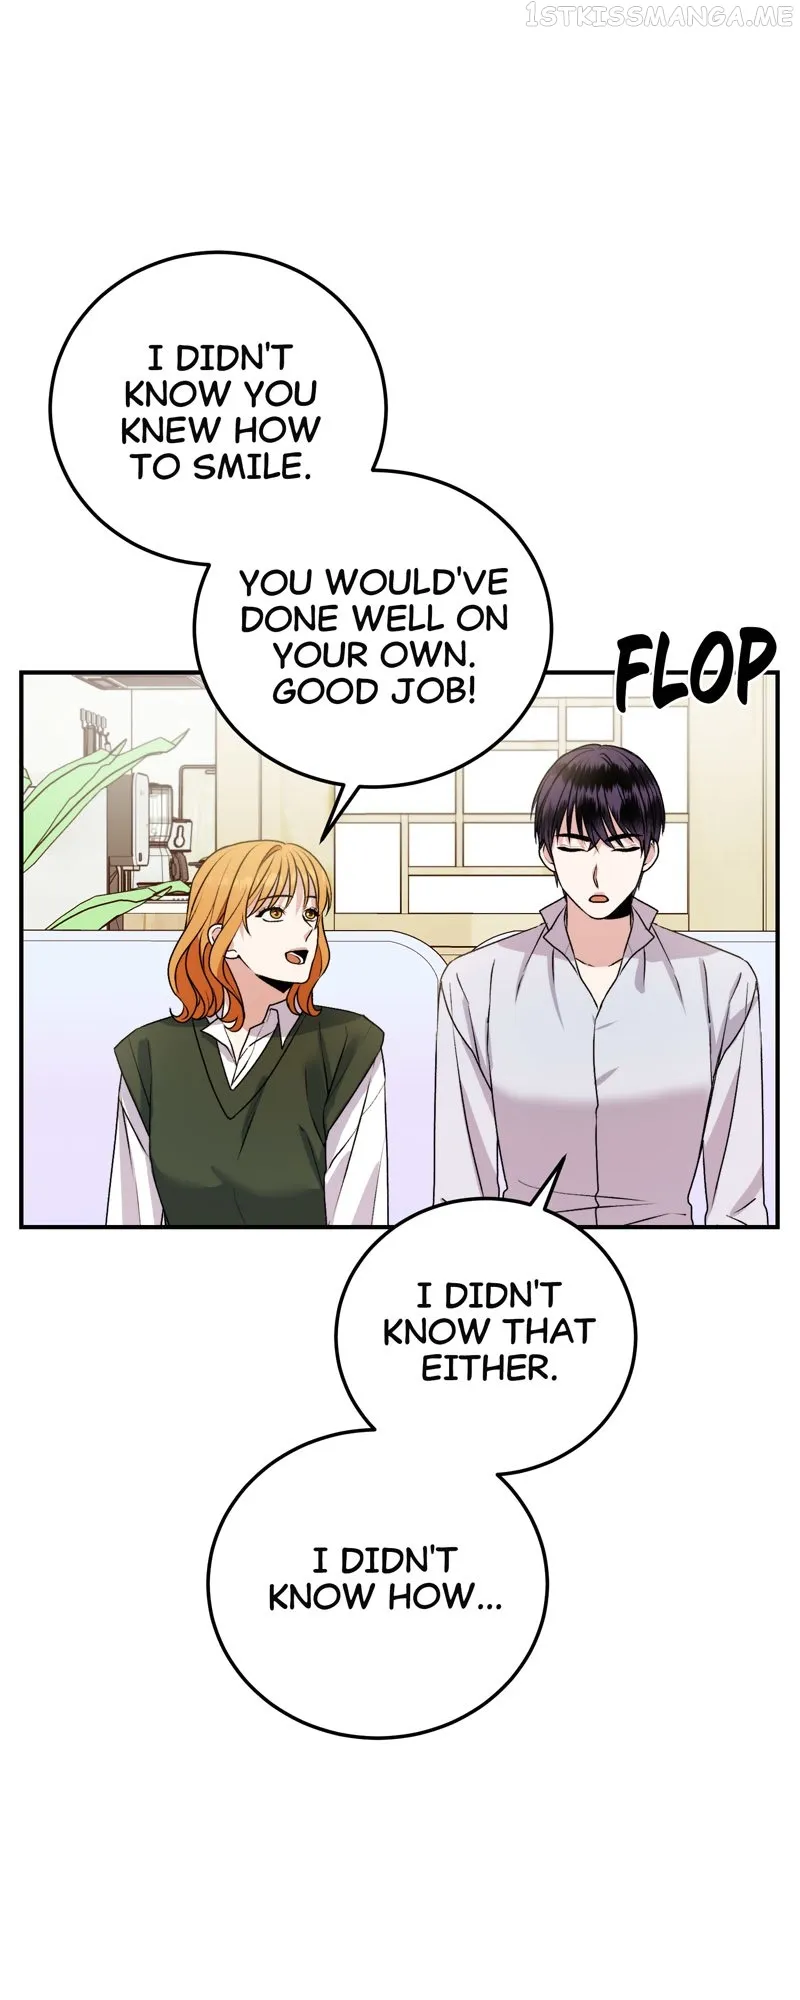 1STKISSMANGA.ME
I DIDN'T
KNOW YOU
KNEW HOW
TO SMILE.
YOU WOULD'VE
DONE WELL ON
YOUR OWN.
GOOD JOB!
FLOP
I DIDN'T
KNOW THAT
EITHER.
I DIDN'T
KNOW HOW...